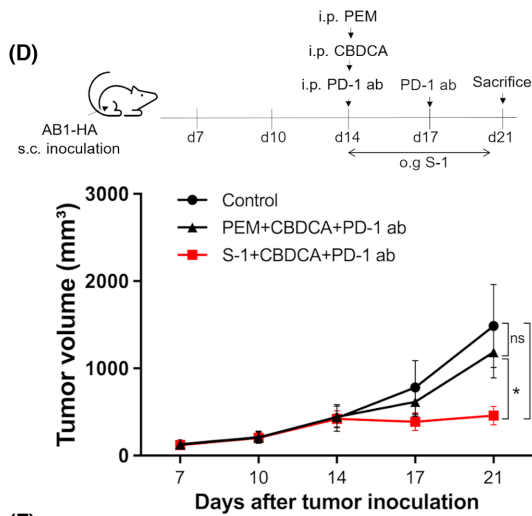 (D)
i.p. PEM
i.p. CBDCA
i.p. PD-1 ab
PD-1 ab
Sacrifice
AB1-HA
s.c. inoculation
d7
d10
d14
d17
d21
o.g S-1
Tumor volume (mm³)
3000
2000
1000
0
Control
PEM+CBDCA+PD-1 ab
S-1+CBDCA+PD-1 ab
ns
*
7
10
14
17
21
Days after tumor inoculation